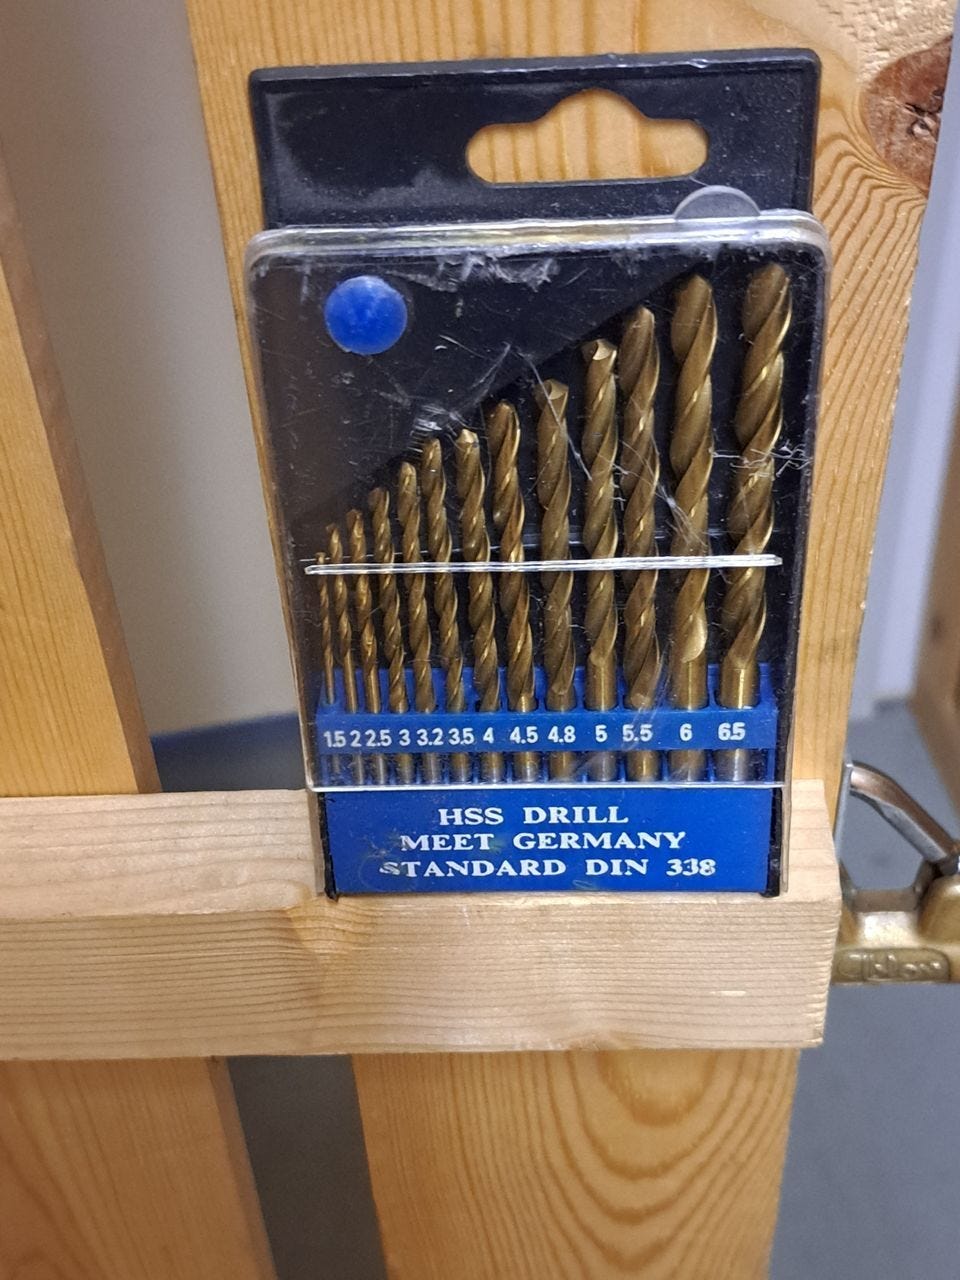 1.5 2 2.5 3 3.2 3.5 4 4.5 4.8 5 5.5 6 6.5
HSS DRILL
MEET GERMANY
STANDARD DIN 338